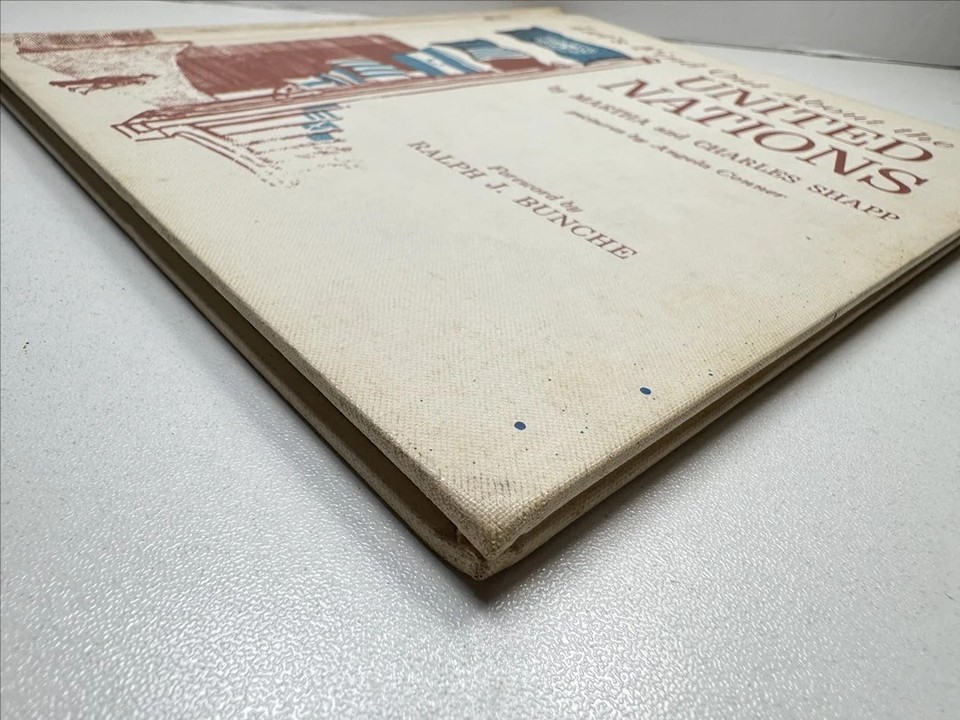 Let's Find Out About the
UNITED
NATIONS
by MARTHA and CHARLES SHAPP
pictures by Angela Conner
Foreword by
RALPH J. BUNCHE